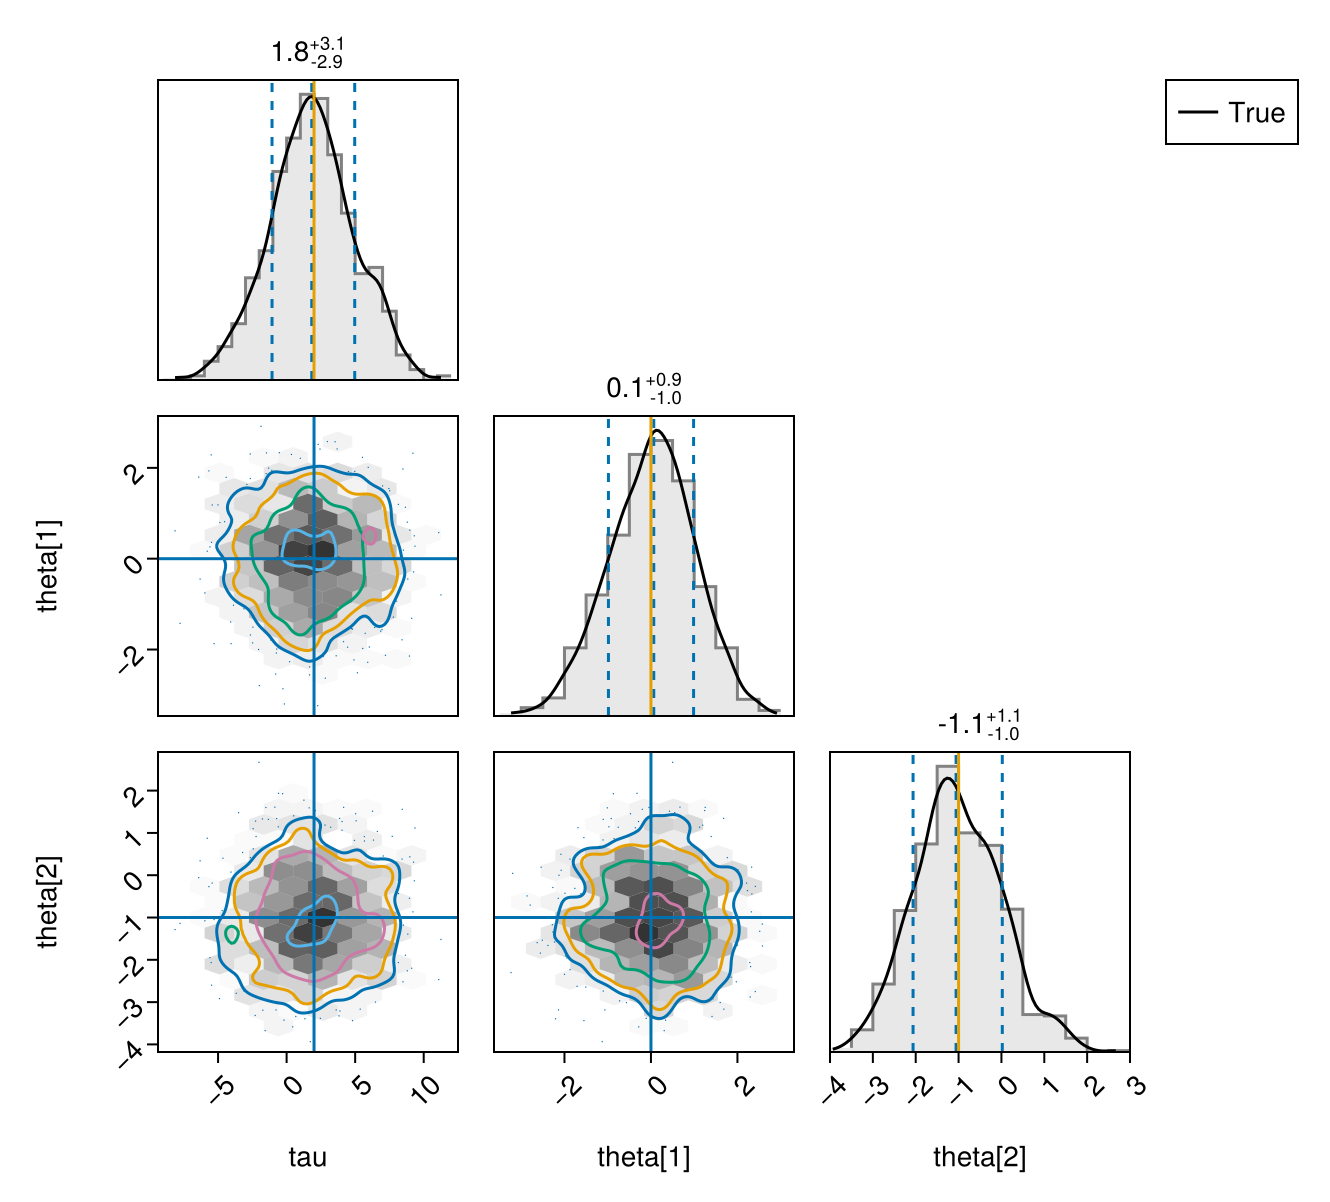 1.8+3.1-2.9
True
0.1+0.9-1.0
theta[1]
2
0
−2
-1.1+1.1-1.0
theta[2]
2
1
0
−1
−2
−3
−4
−5 0 5 10
−2 0 2
−4 −3 −2 −1 0 1 2 3
tau theta[1] theta[2]